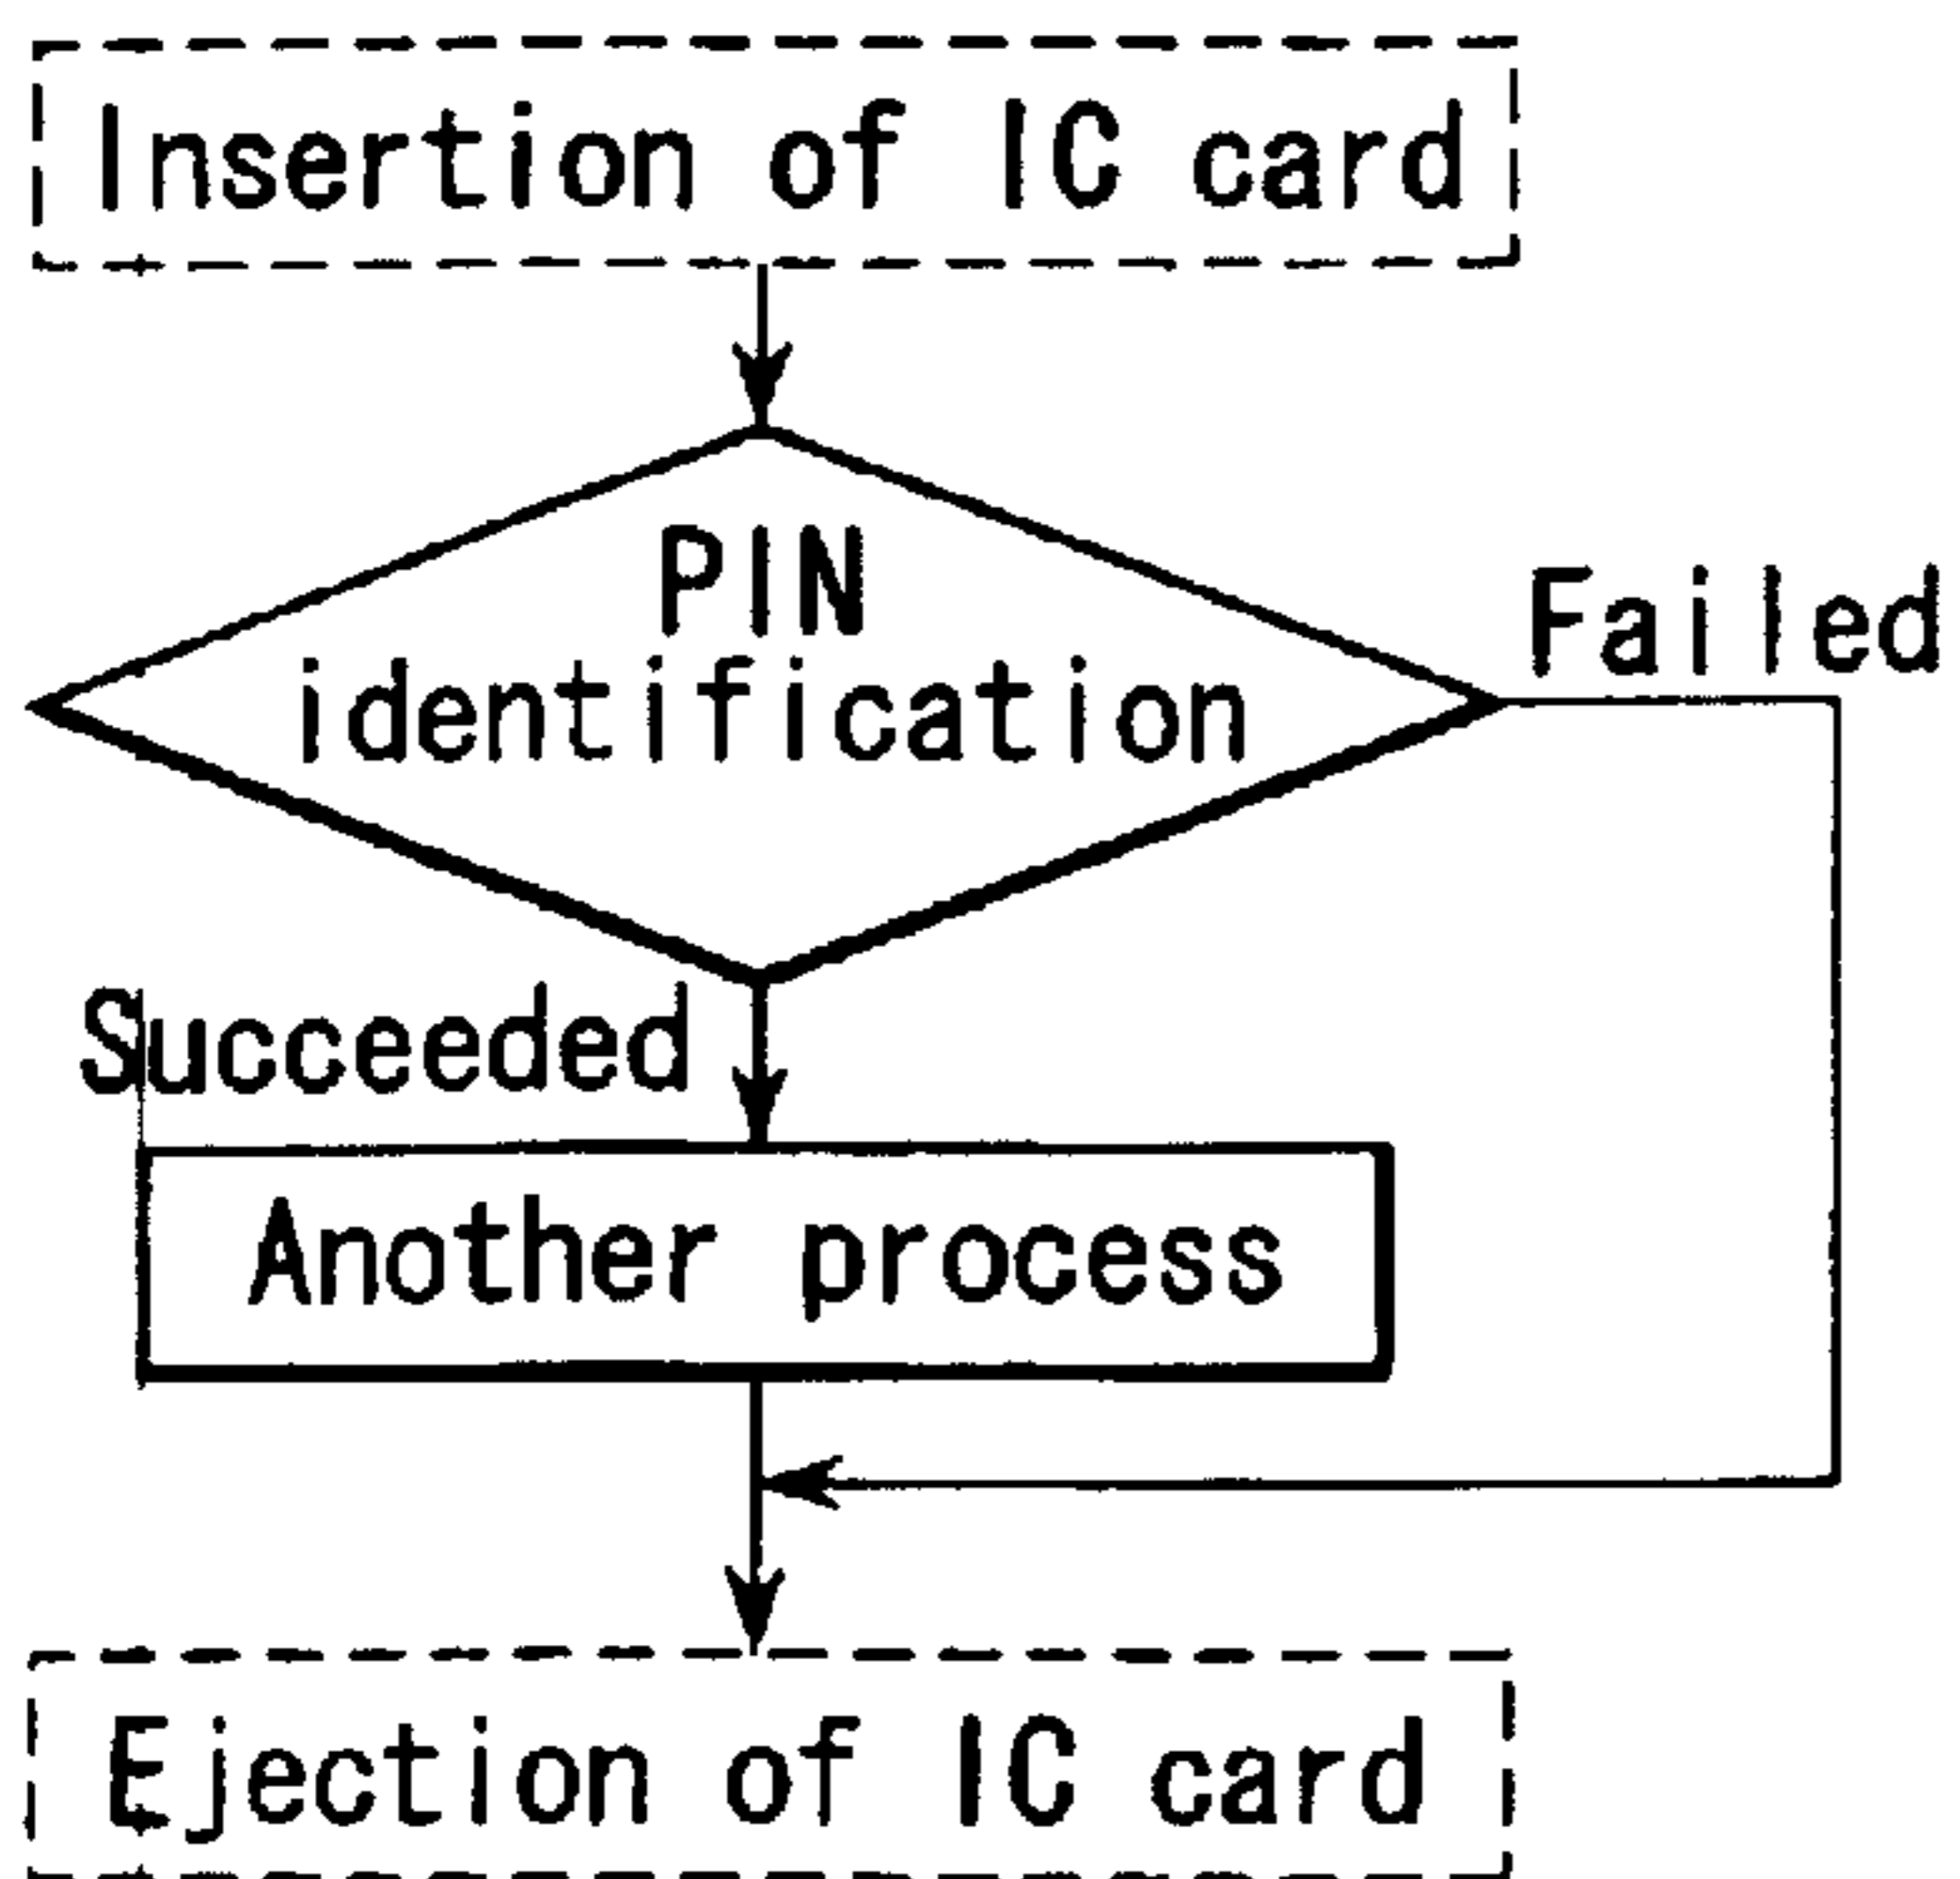 Insertion of IC card
PIN
identification
Failed
Succeeded
Another process
Ejection of IC card